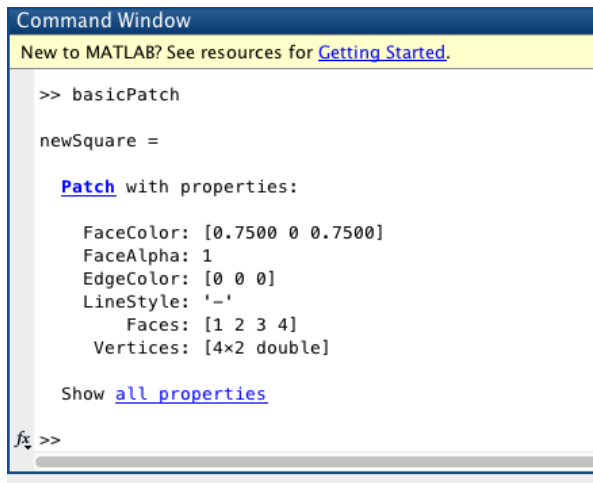 Command Window
New to MATLAB? See resources for Getting Started.
>> basicPatch
newSquare =
Patch with properties:
FaceColor: [0.7500 0 0.7500]
FaceAlpha: 1
EdgeColor: [0 0 0]
LineStyle: '-'
Faces: [1 2 3 4]
Vertices: [4×2 double]
Show all properties
fx >>